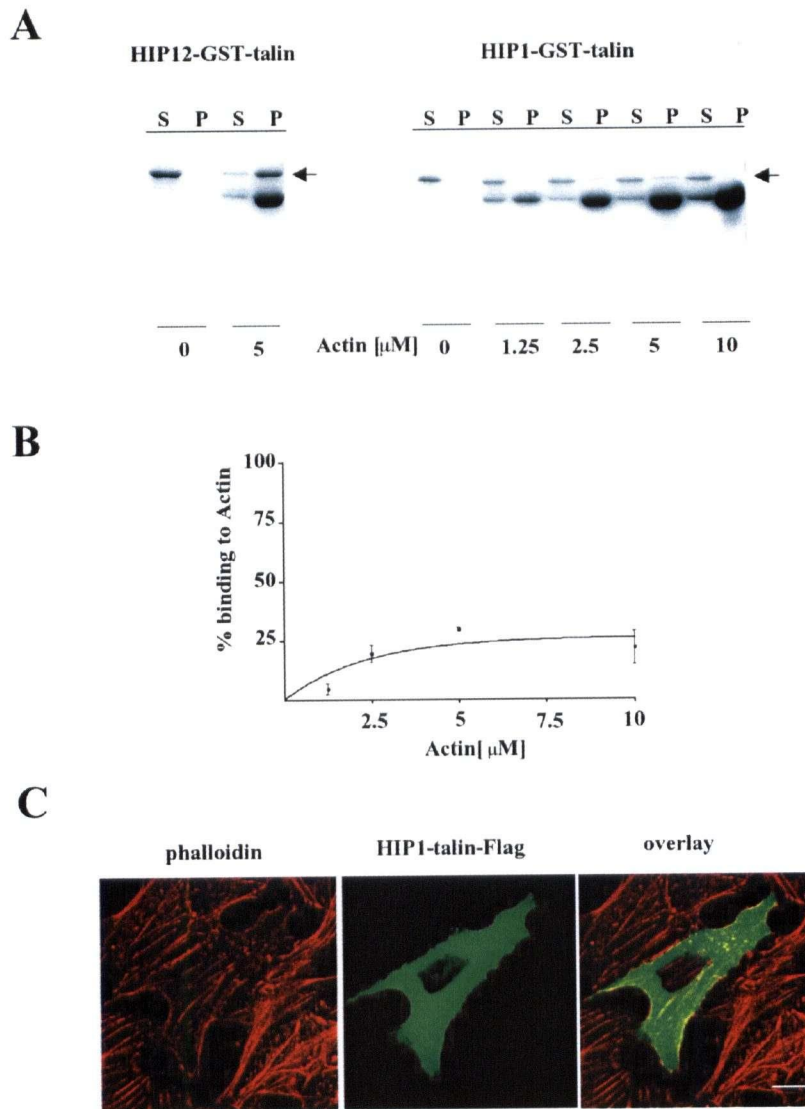 A
HIP12-GST-talin HIP1-GST-talin
S P S P S P S P S P S P S P
0 5 Actin [μM] 0 1.25 2.5 5 10
B
% binding to Actin
100
75
50
25
2.5 5 7.5 10
Actin[ μM]
C
phalloidin HIP1-talin-Flag overlay